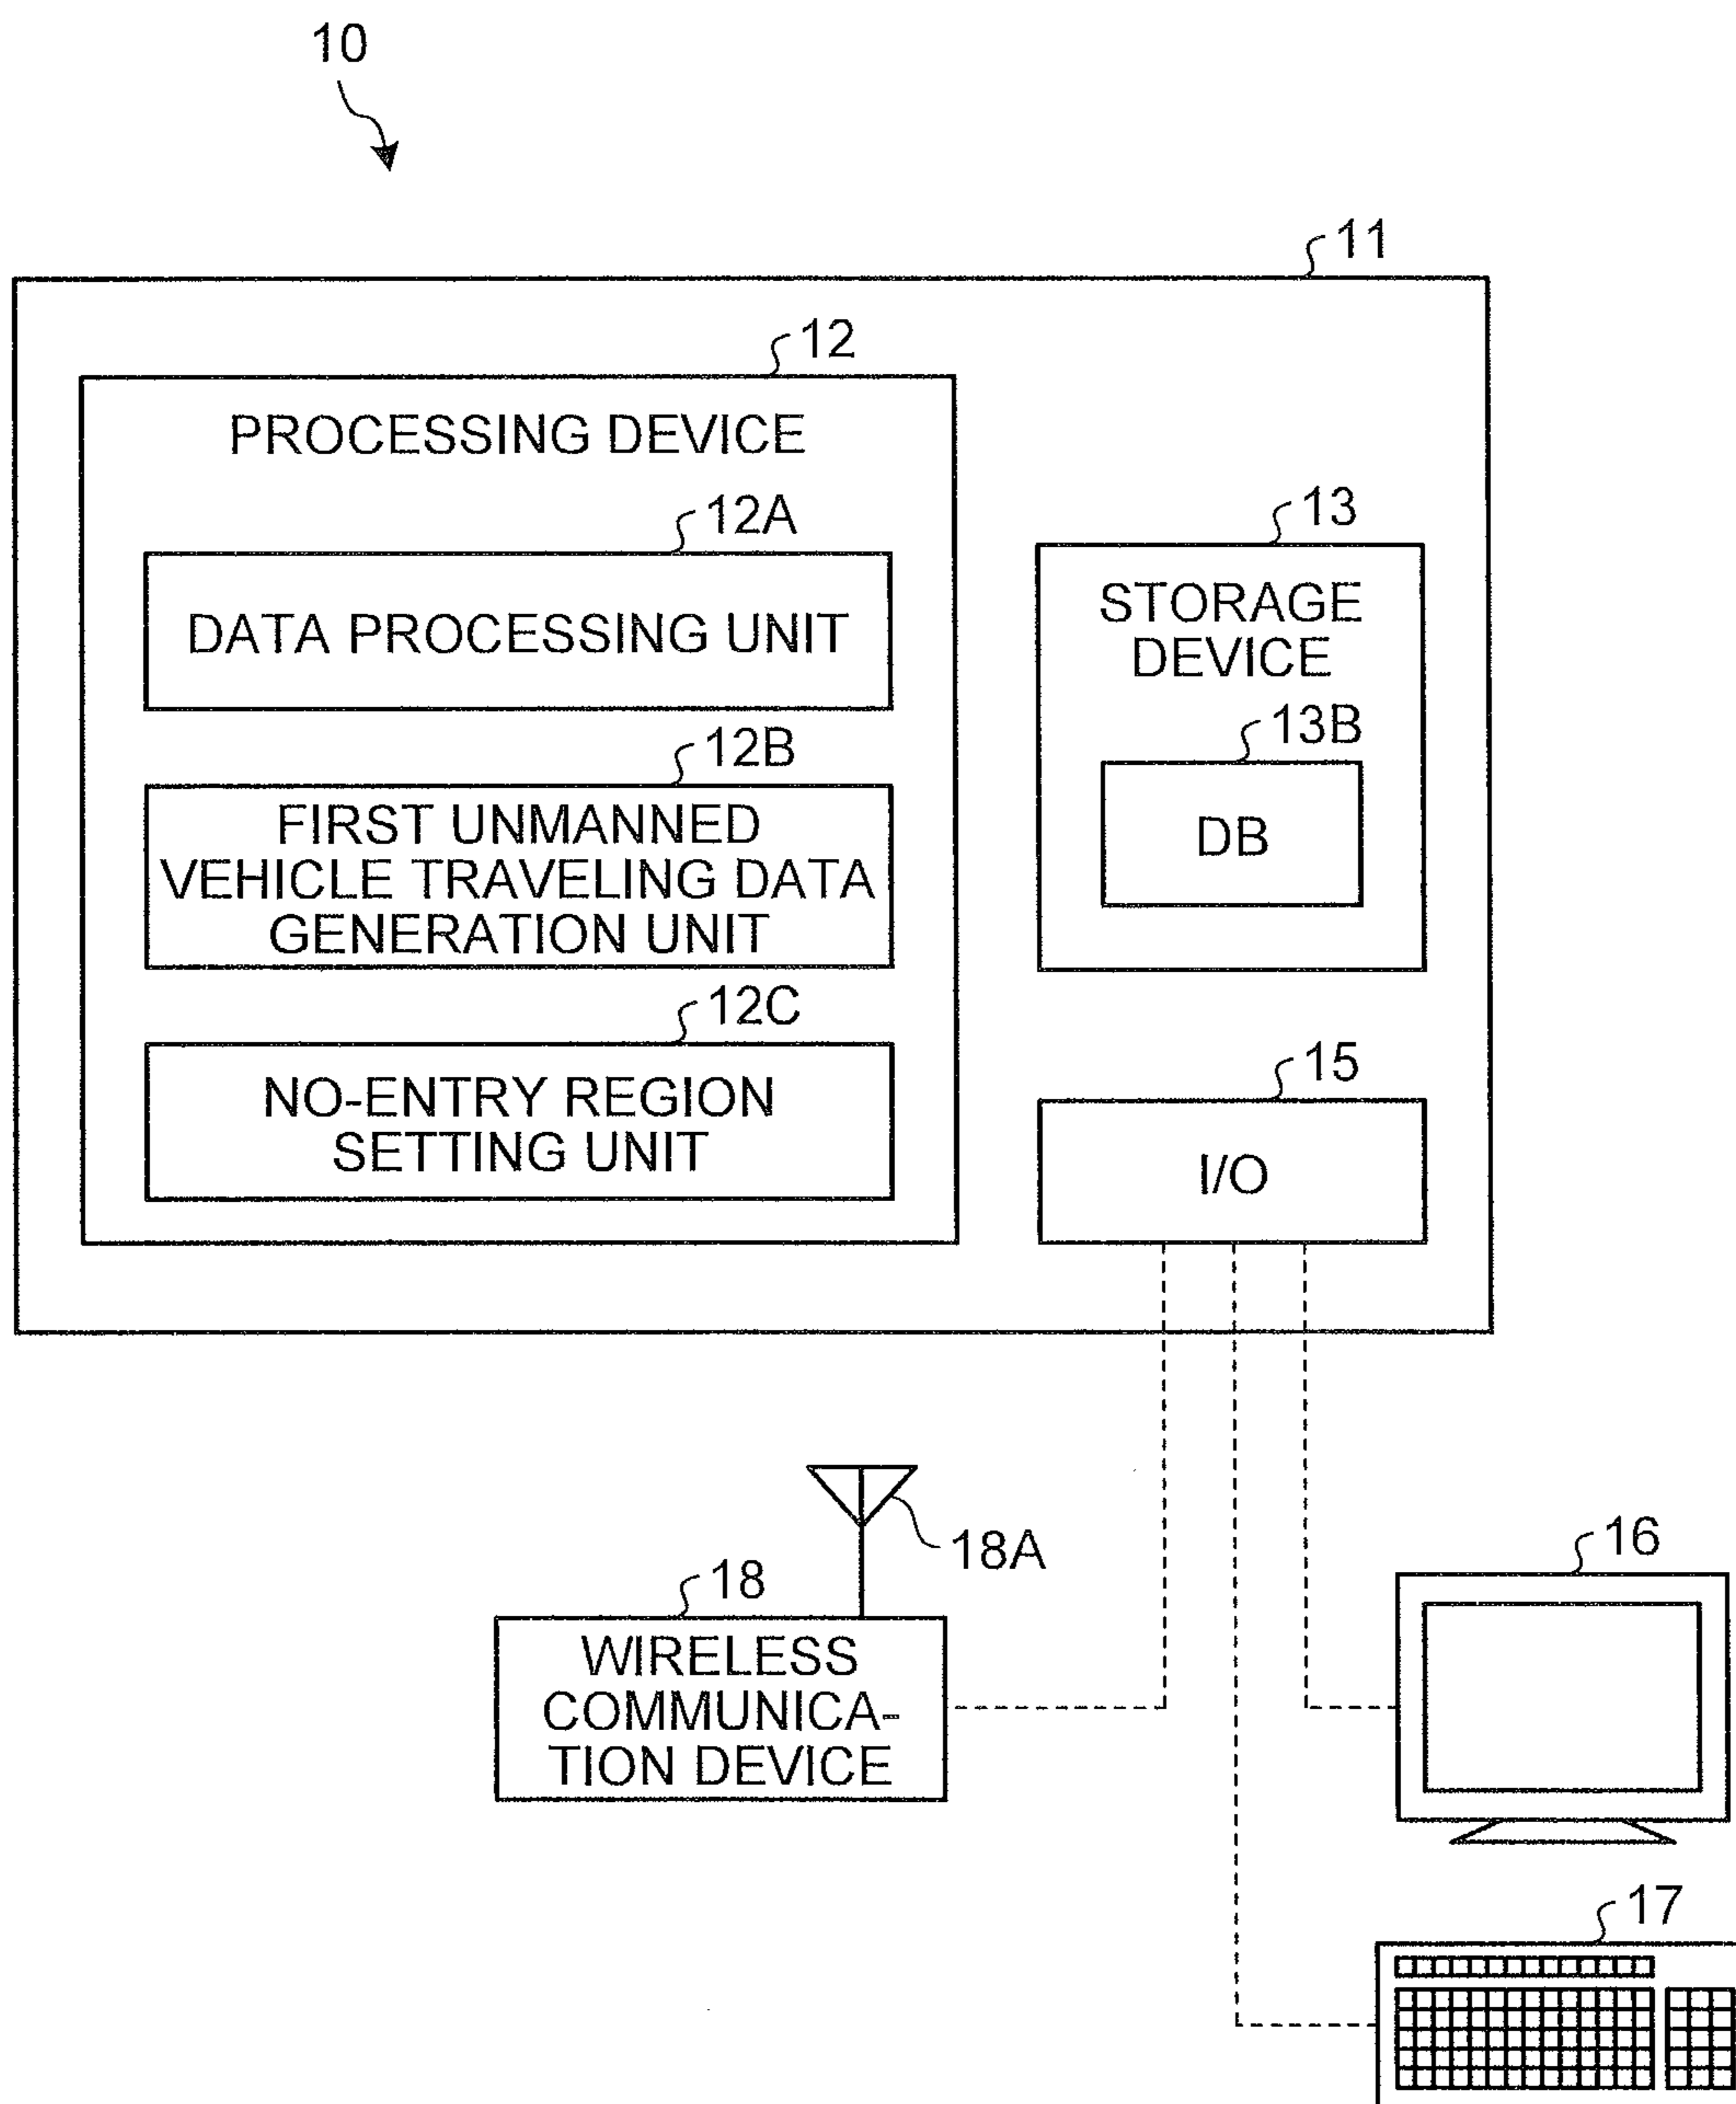 10
11
12
PROCESSING DEVICE
12A
DATA PROCESSING UNIT
12B
FIRST UNMANNED
VEHICLE TRAVELING DATA
GENERATION UNIT
12C
NO-ENTRY REGION
SETTING UNIT
13
STORAGE
DEVICE
13B
DB
15
I/O
18A
18
WIRELESS
COMMUNICA-
TION DEVICE
16
17